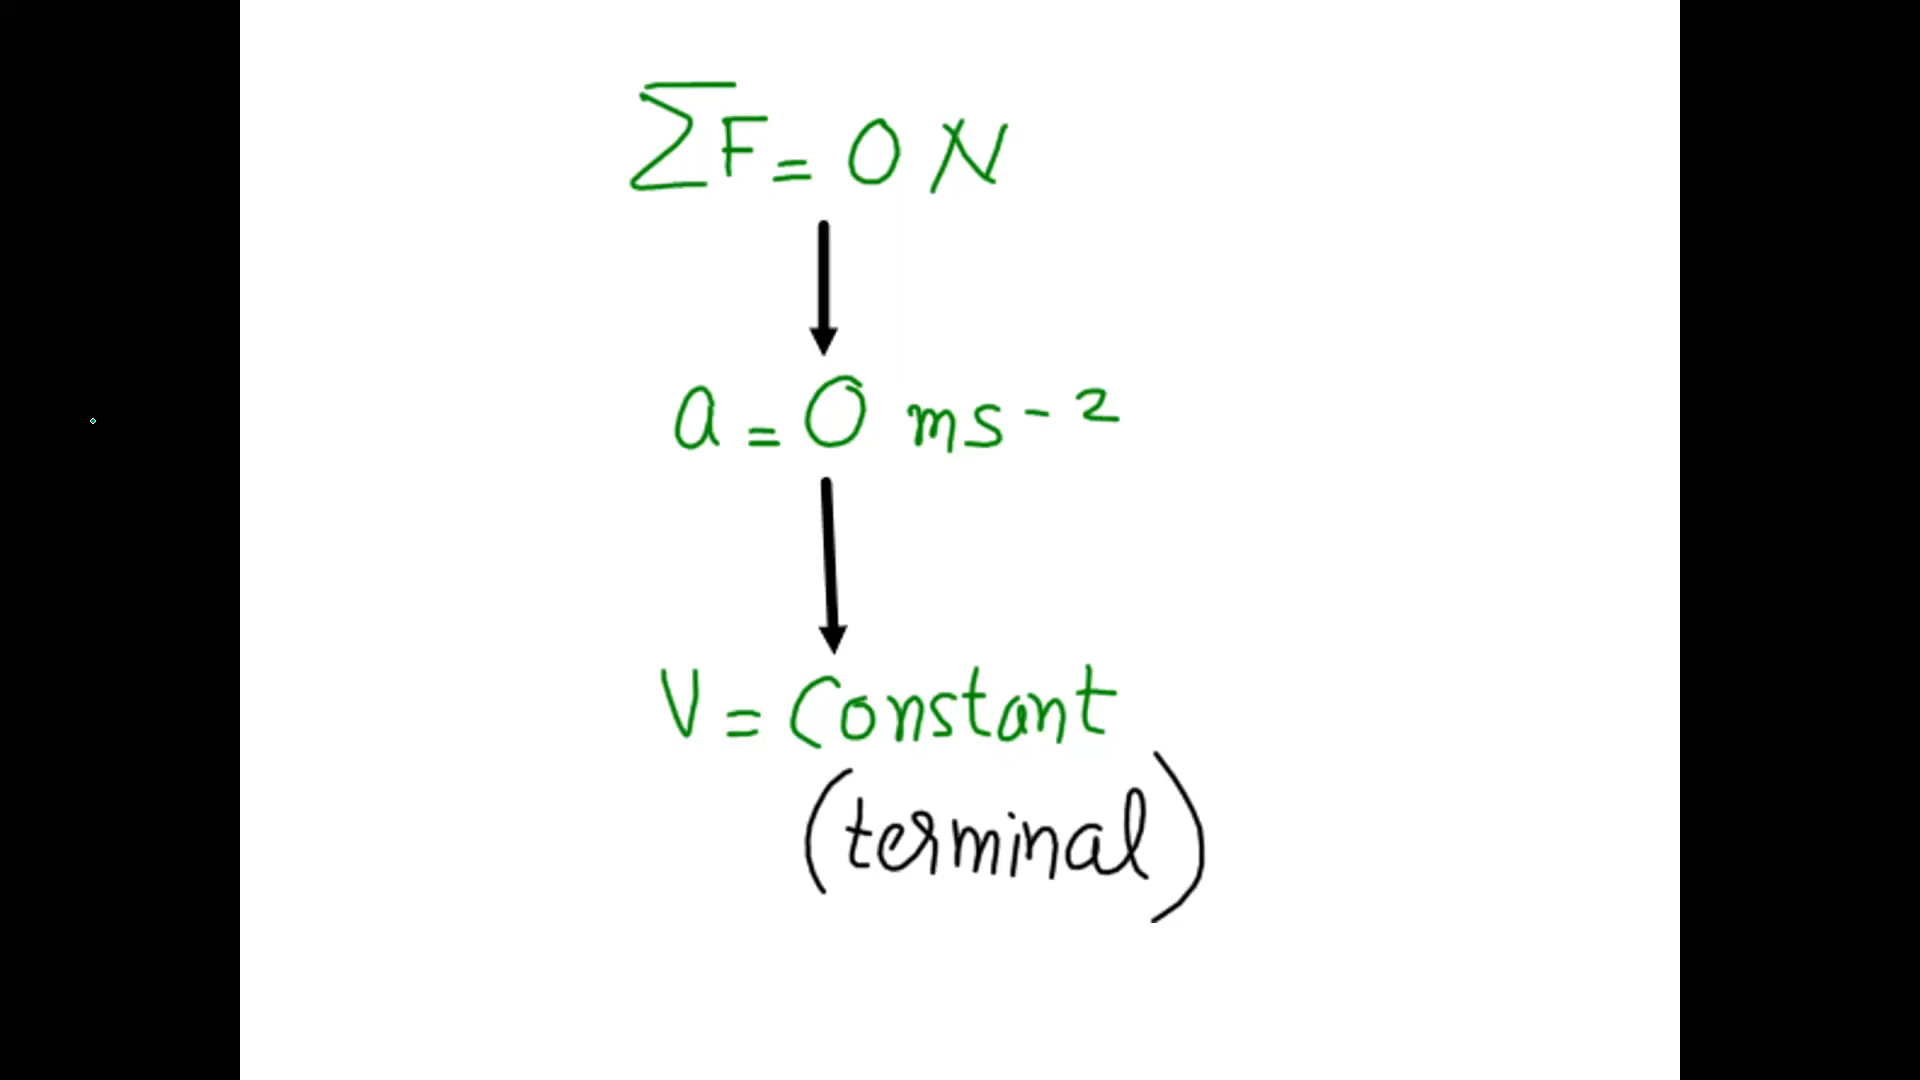 ∑F = 0 N
a = 0 ms-2
V = Constant
(terminal)